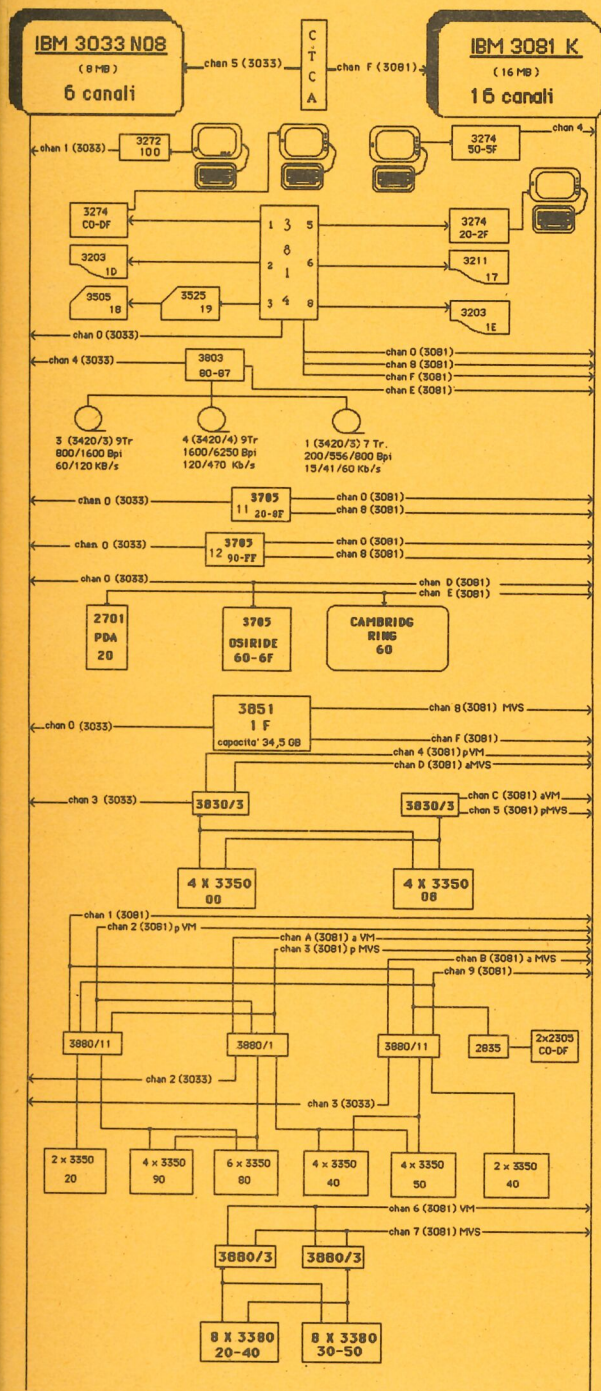 IBM 3033 N08
(8 MB)
6 canali
chan 5 (3033)
C
T
C
A
chan F (3081)
IBM 3081 K
(16 MB)
16 canali
chan 1 (3033)
3272
100
3274
50-5F
chan 4
3274
C0-DF
1 3 5
8
2 1 6
3 4 8
3274
20-2F
3203
1D
3211
17
3505
18
3525
19
3203
1E
chan 0 (3033)
chan 0 (3081)
chan 8 (3081)
chan F (3081)
chan 4 (3033)
3803
80-87
chan E (3081)
3 (3420/3) 9Tr
800/1600 Bpi
60/120 KB/s
4 (3420/4) 9Tr
1600/6250 Bpi
120/470 Kb/s
1 (3420/3) 7 Tr.
200/556/800 Bpi
15/41/60 Kb/s
chan 0 (3033)
3705
11 20-8F
chan 0 (3081)
chan 8 (3081)
chan 0 (3033)
3705
12 90-FF
chan 0 (3081)
chan 8 (3081)
chan 0 (3033)
chan D (3081)
chan E (3081)
2701
PDA
20
3705
OSIRIDE
60-6F
CAMBRIDG
RING
60
3851
1 F
capacita' 34,5 GB
chan 8 (3081) MVS
chan 0 (3033)
chan F (3081)
chan 4 (3081) pVM
chan D (3081) aMVS
chan 3 (3033)
3830/3
3830/3
chan C (3081) aVM
chan 5 (3081) pMVS
4 X 3350
00
4 X 3350
08
chan 1 (3081)
chan 2 (3081) p VM
chan A (3081) a VM
chan 3 (3081) p MVS
chan B (3081) a MVS
chan 9 (3081)
3880/11
3880/1
3880/11
2835
2x2305
C0-DF
chan 2 (3033)
chan 3 (3033)
2 x 3350
20
4 x 3350
90
6 x 3350
80
4 x 3350
40
4 x 3350
50
2 x 3350
40
chan 6 (3081) VM
chan 7 (3081) MVS
3880/3
3880/3
8 X 3380
20-40
8 X 3380
30-50